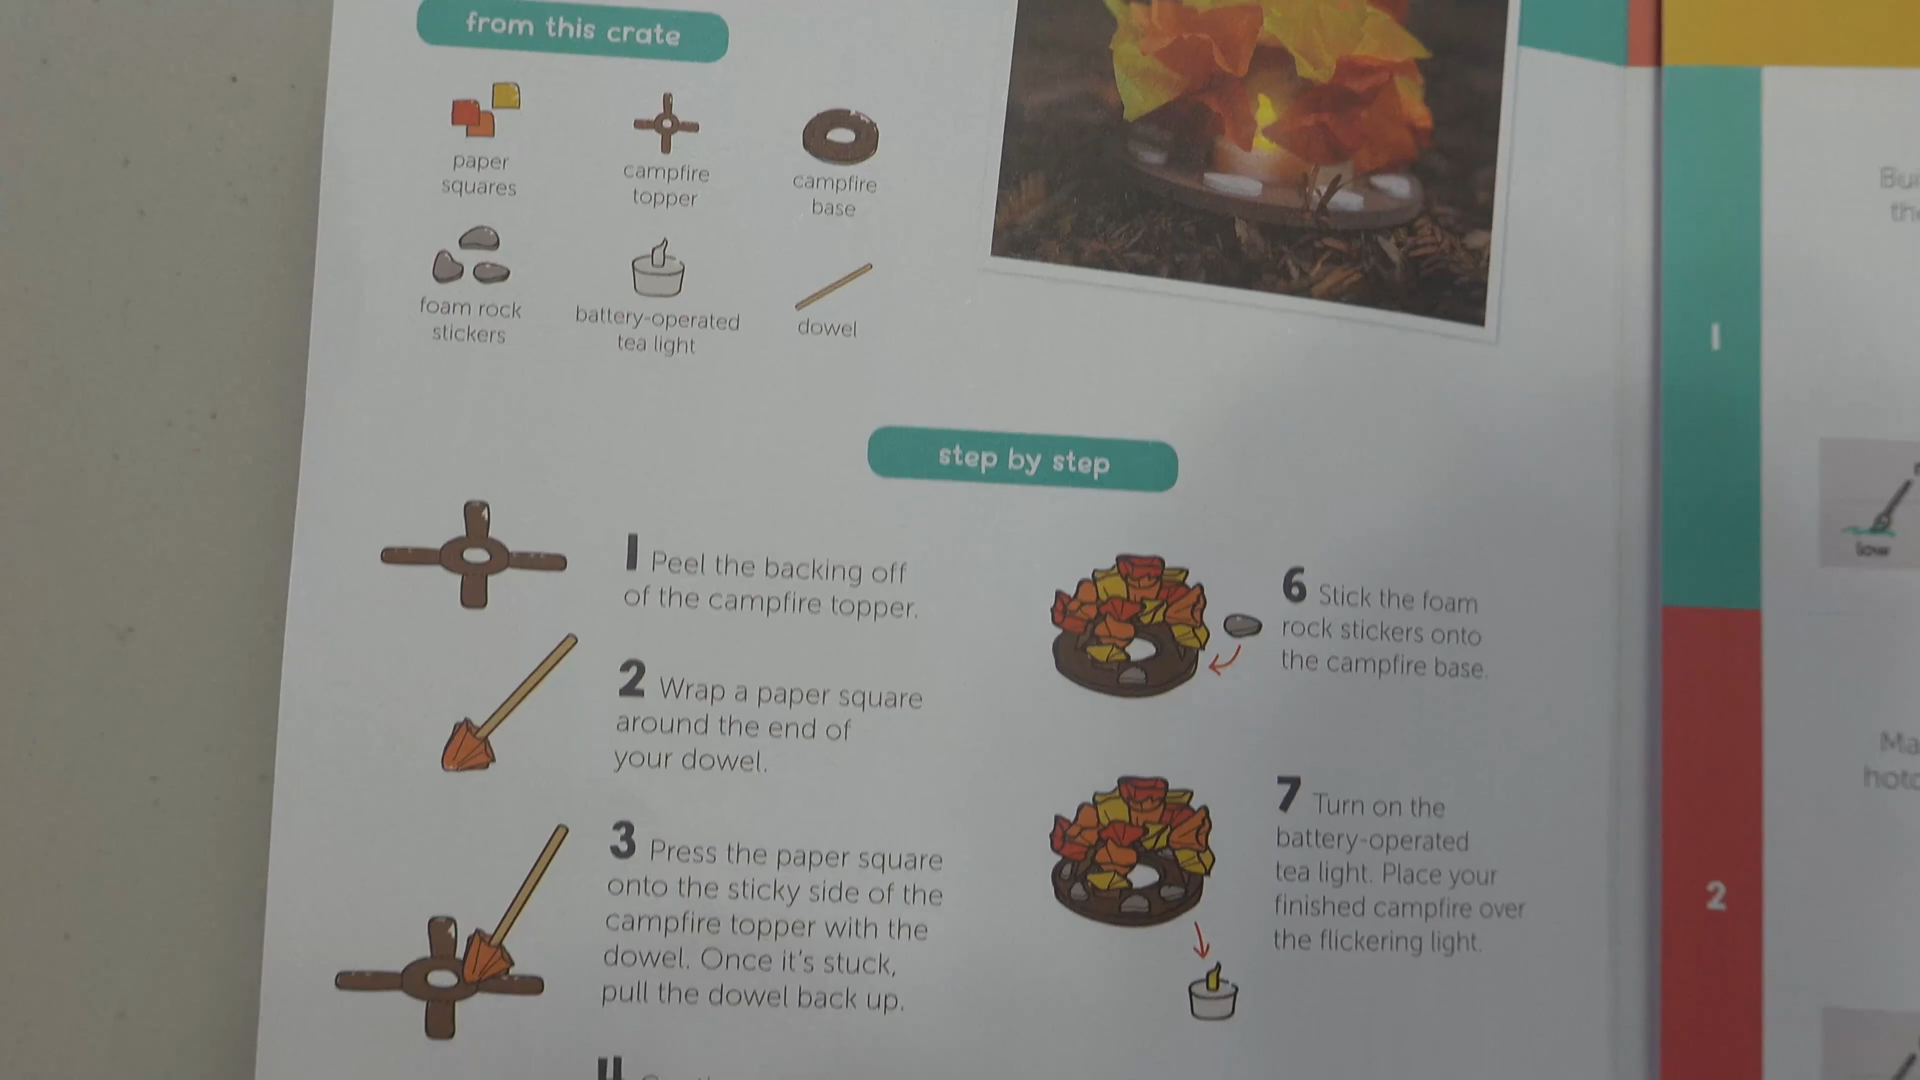 from this crate
paper
squares
campfire
topper
campfire
base
foam rock
stickers
battery-operated
tea light
dowel
step by step
1 Peel the backing off
of the campfire topper.
2 Wrap a paper square
around the end of
your dowel.
3 Press the paper square
onto the sticky side of the
campfire topper with the
dowel. Once it's stuck,
pull the dowel back up.
4
6 Stick the foam
rock stickers onto
the campfire base.
7 Turn on the
battery-operated
tea light. Place your
finished campfire over
the flickering light.
1
low
2